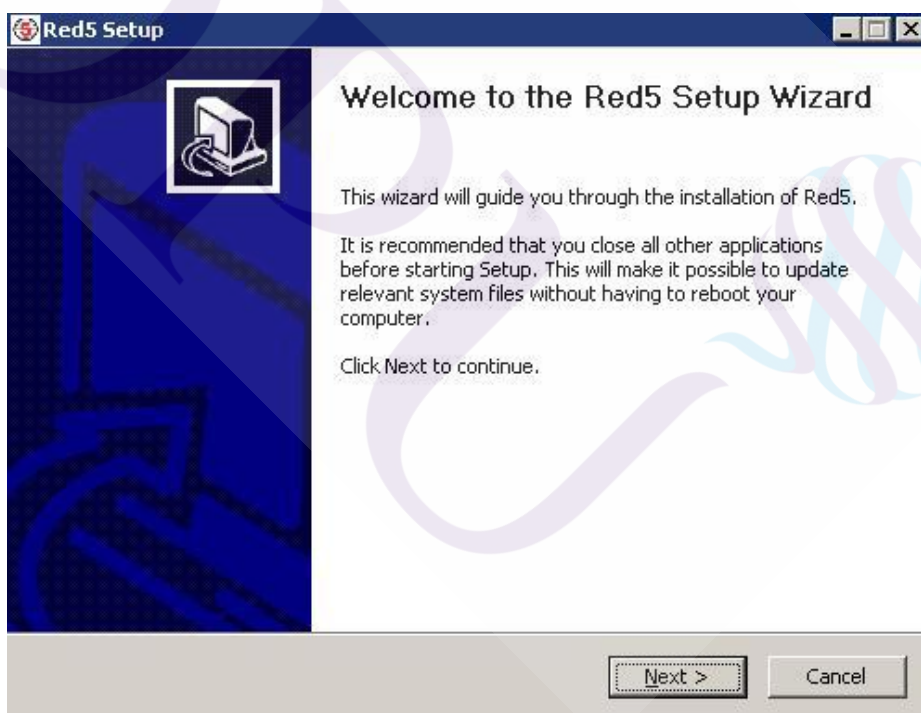 Red5 Setup
Welcome to the Red5 Setup Wizard
This wizard will guide you through the installation of Red5.
It is recommended that you close all other applications
before starting Setup. This will make it possible to update
relevant system files without having to reboot your
computer.
Click Next to continue.
Next >
Cancel